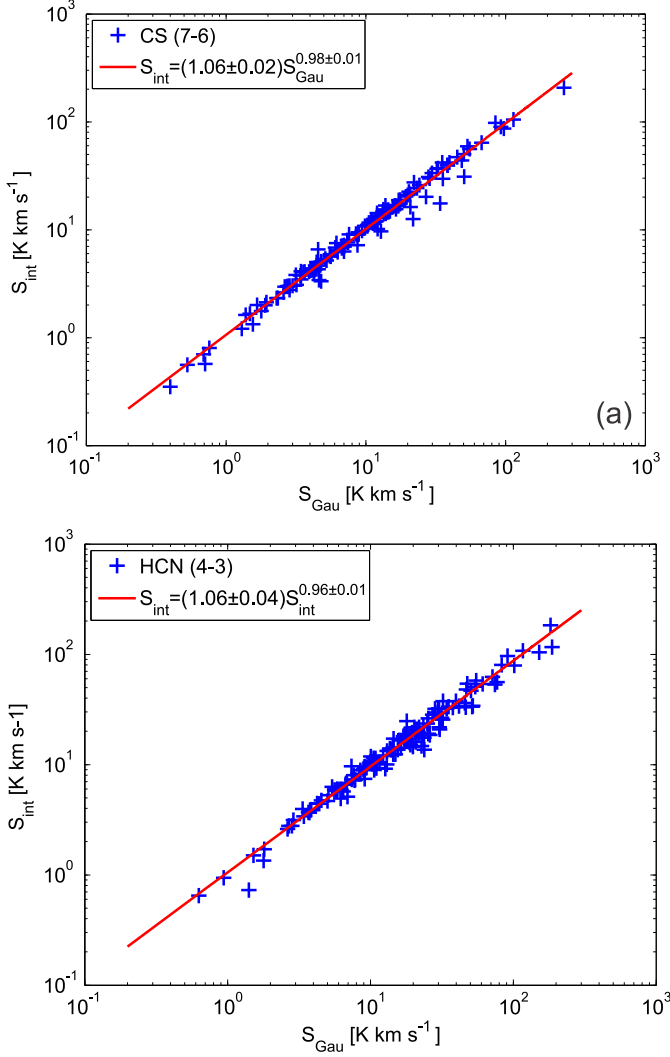 10^3
CS (7-6)
S_int=(1.06±0.02)S_Gau^0.98±0.01
10^2
10^1
S_int [K km s^-1]
10^0
(a)
10^-1
10^-1 10^0 10^1 10^2 10^3
S_Gau [K km s^-1]
10^3
HCN (4-3)
S_int=(1.06±0.04)S_int^0.96±0.01
10^2
10^1
S_int [K km s-1]
10^0
10^-1
10^-1 10^0 10^1 10^2 10^3
S_Gau [K km s^-1]